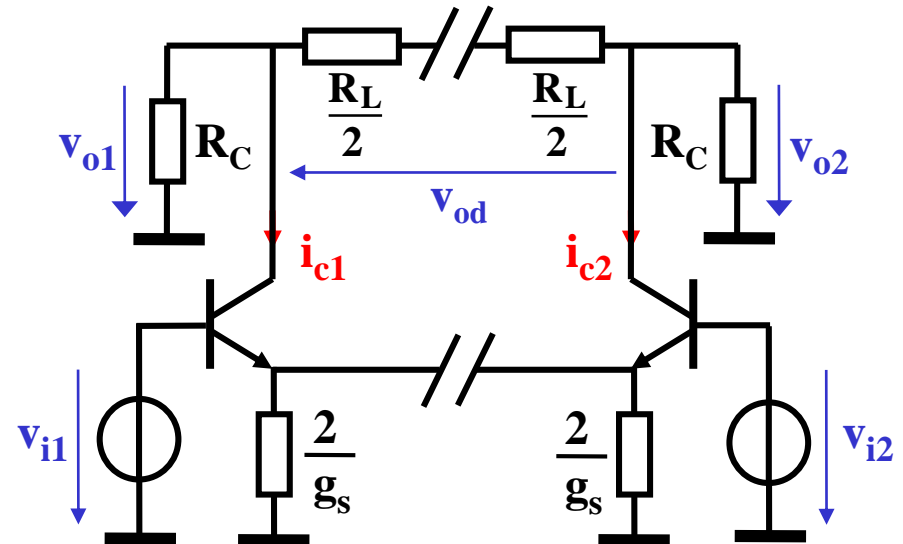 R_L/2
R_L/2
v_o1
R_C
R_C
v_o2
v_od
i_c1
i_c2
v_i1
2/g_s
2/g_s
v_i2